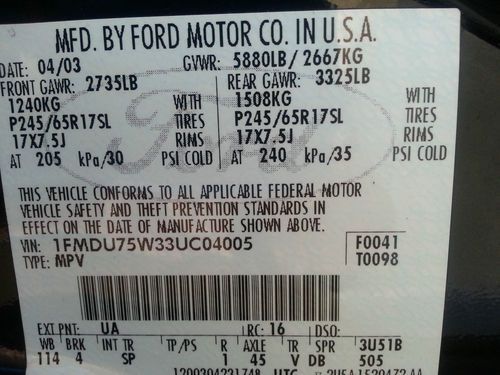 MFD. BY FORD MOTOR CO. IN U.S.A.
DATE: 04/03 GVWR: 5880LB/2667KG
FRONT GAWR: 2735LB REAR GAWR: 3325LB
1240KG WITH 1508KG WITH
P245/65R17SL TIRES P245/65R17SL TIRES
17X7.5J RIMS 17X7.5J RIMS
AT 205 kPa/30 PSI COLD AT 240 kPa/35 PSI COLD
Ford
THIS VEHICLE CONFORMS TO ALL APPLICABLE FEDERAL MOTOR
VEHICLE SAFETY AND THEFT PREVENTION STANDARDS IN
EFFECT ON THE DATE OF MANUFACTURE SHOWN ABOVE.
VIN: 1FMDU75W33UC04005 F0041
TYPE: MPV T0098
EXT PNT: UA RC: 16 DSO:
WB BRK INT TR TP/PS R AXLE T SPR 3U51B
114 4 SP 1 45 V DB 505
UTC